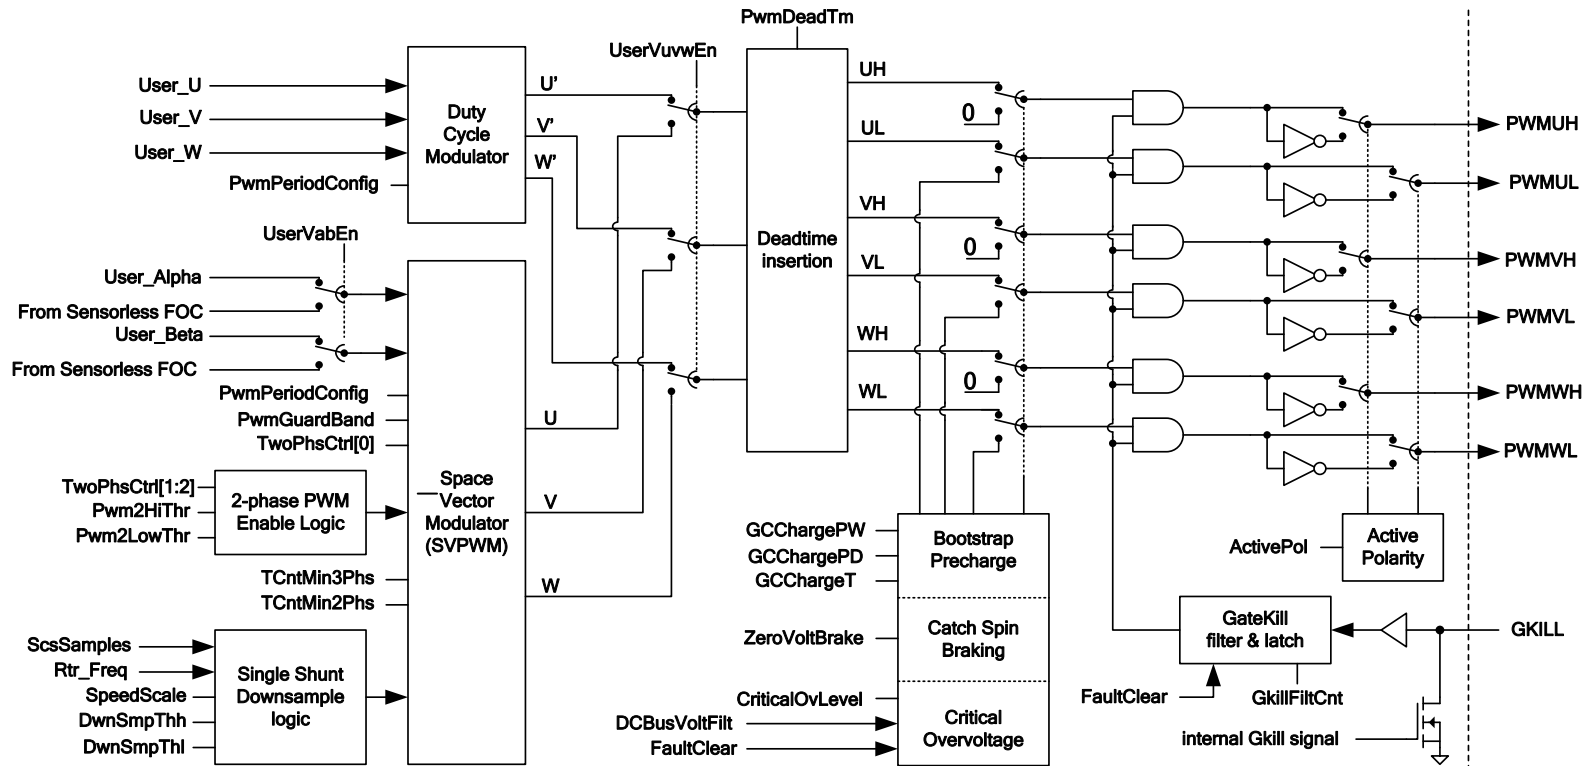 PwmDeadTm
UserVuvwEn
User_U
User_V
User_W
PwmPeriodConfig
Duty
Cycle
Modulator
U'
V'
W'
UserVabEn
User_Alpha
From Sensorless FOC
User_Beta
From Sensorless FOC
PwmPeriodConfig
PwmGuardBand
TwoPhsCtrl[0]
TwoPhsCtrl[1:2]
Pwm2HiThr
Pwm2LowThr
2-phase PWM
Enable Logic
TCntMin3Phs
TCntMin2Phs
ScsSamples
Rtr_Freq
SpeedScale
DwnSmpThh
DwnSmpThl
Single Shunt
Downsample
logic
Space
Vector
Modulator
(SVPWM)
U
V
W
Deadtime
insertion
UH
0
UL
VH
0
VL
WH
0
WL
GCChargePW
GCChargePD
GCChargeT
Bootstrap
Precharge
ZeroVoltBrake
Catch Spin
Braking
CriticalOvLevel
DCBusVoltFilt
FaultClear
Critical
Overvoltage
PWMUH
PWMUL
PWMVH
PWMVL
PWMWH
PWMWL
ActivePol
Active
Polarity
GateKill
filter & latch
GKILL
FaultClear
GkillFiltCnt
internal Gkill signal